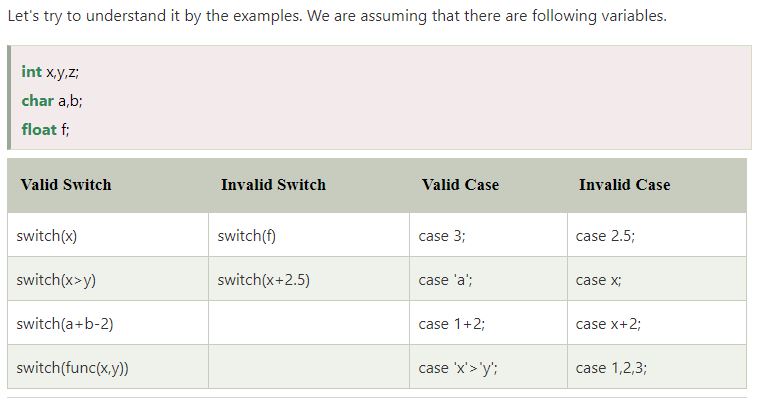 Let's try to understand it by the examples. We are assuming that there are following variables.
int x,y,z;
char a,b;
float f;
Valid Switch Invalid Switch Valid Case Invalid Case
switch(x) switch(f) case 3; case 2.5;
switch(x>y) switch(x+2.5) case 'a'; case x;
switch(a+b-2) case 1+2; case x+2;
switch(func(x,y)) case 'x'>'y'; case 1,2,3;